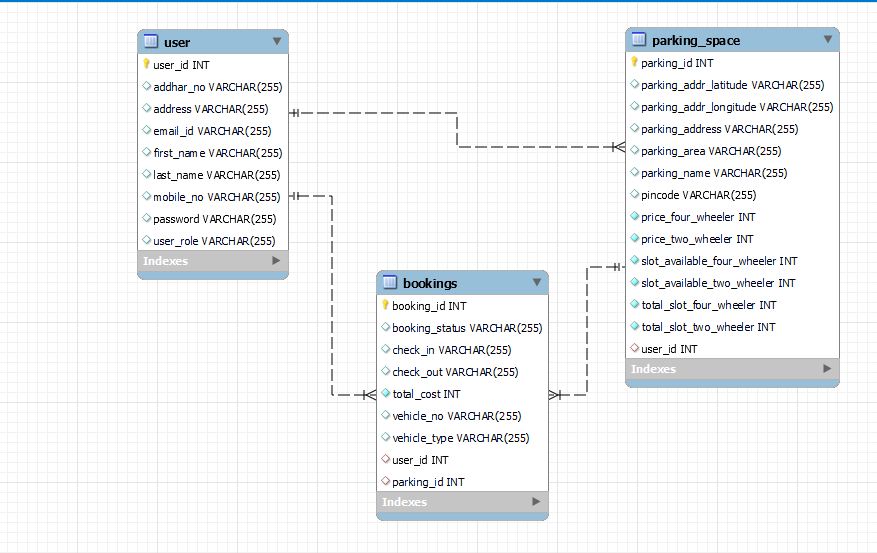 user
user_id INT
addhar_no VARCHAR(255)
address VARCHAR(255)
email_id VARCHAR(255)
first_name VARCHAR(255)
last_name VARCHAR(255)
mobile_no VARCHAR(255)
password VARCHAR(255)
user_role VARCHAR(255)
Indexes
parking_space
parking_id INT
parking_addr_latitude VARCHAR(255)
parking_addr_longitude VARCHAR(255)
parking_address VARCHAR(255)
parking_area VARCHAR(255)
parking_name VARCHAR(255)
pincode VARCHAR(255)
price_four_wheeler INT
price_two_wheeler INT
slot_available_four_wheeler INT
slot_available_two_wheeler INT
total_slot_four_wheeler INT
total_slot_two_wheeler INT
user_id INT
Indexes
bookings
booking_id INT
booking_status VARCHAR(255)
check_in VARCHAR(255)
check_out VARCHAR(255)
total_cost INT
vehicle_no VARCHAR(255)
vehicle_type VARCHAR(255)
user_id INT
parking_id INT
Indexes